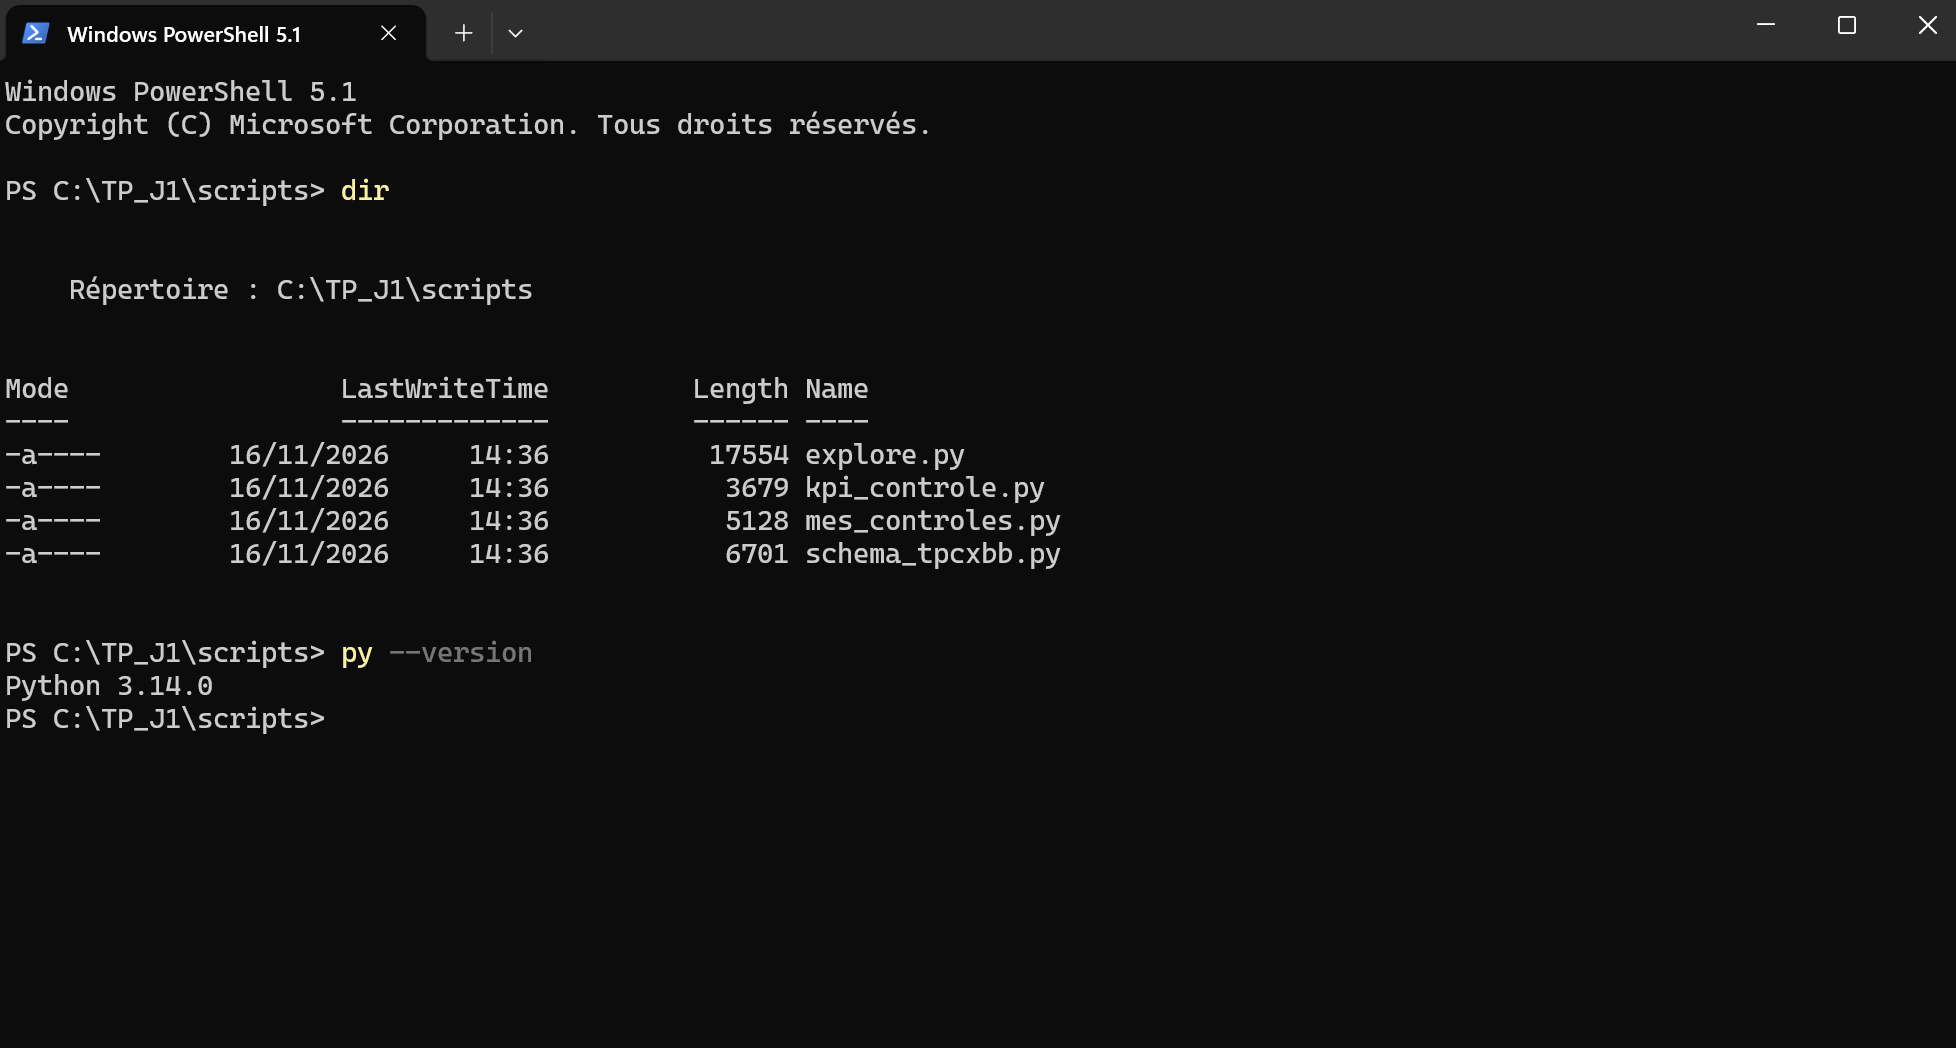 Windows PowerShell 5.1
Windows PowerShell 5.1
Copyright (C) Microsoft Corporation. Tous droits réservés.
PS C:\TP_J1\scripts> dir
Répertoire : C:\TP_J1\scripts
Mode                 LastWriteTime         Length Name
----                 -------------         ------ ----
-a----        16/11/2026     14:36          17554 explore.py
-a----        16/11/2026     14:36           3679 kpi_controle.py
-a----        16/11/2026     14:36           5128 mes_controles.py
-a----        16/11/2026     14:36           6701 schema_tpcxbb.py
PS C:\TP_J1\scripts> py --version
Python 3.14.0
PS C:\TP_J1\scripts>